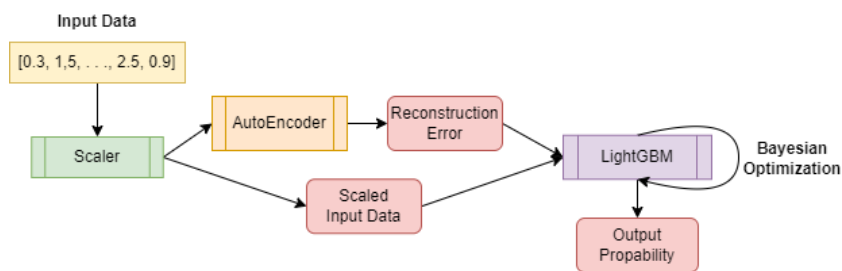 Input Data
[0.3, 1,5, . . ., 2.5, 0.9]
Scaler
AutoEncoder
Reconstruction
Error
Scaled
Input Data
LightGBM
Bayesian
Optimization
Output
Propability